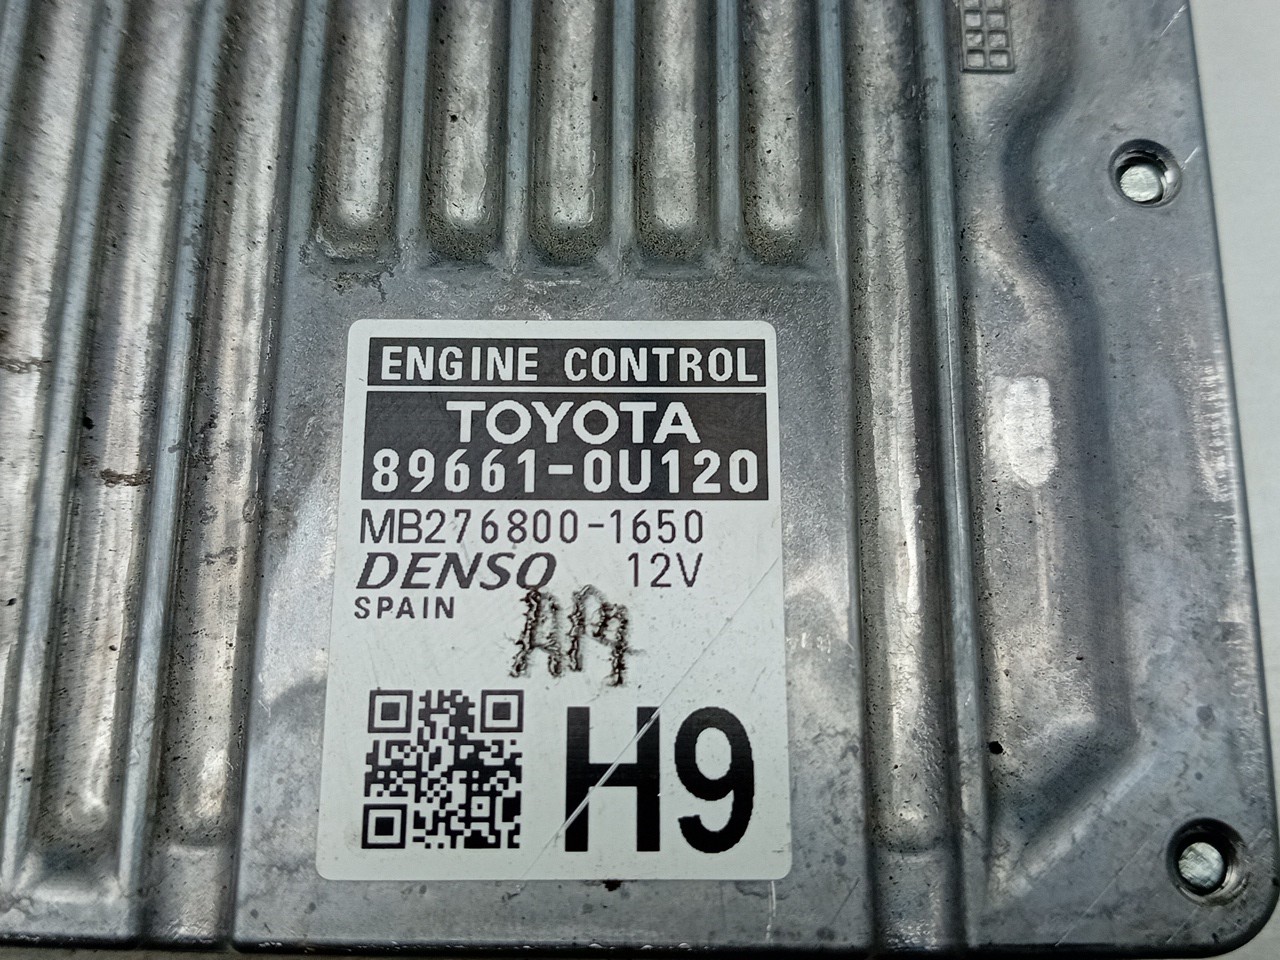 ENGINE CONTROL
TOYOTA
89661-0U120
MB276800-1650
DENSO 12V
SPAIN
H9